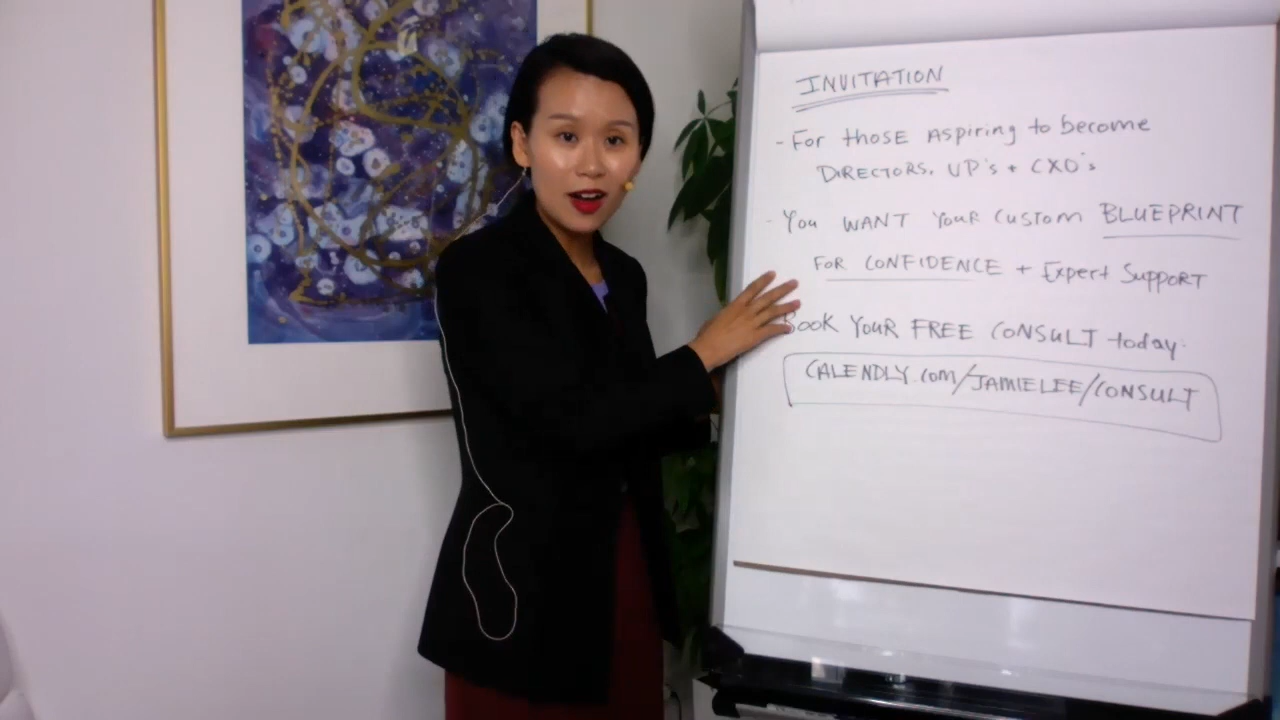 INVITATION
- For those Aspiring to become
DIRECTORS, VP's + CXO's
- You WANT Your Custom BLUEPRINT
FOR CONFIDENCE + Expert Support
Book Your FREE CONSULT today.
CALENDLY.com/JAMIELEE/CONSULT